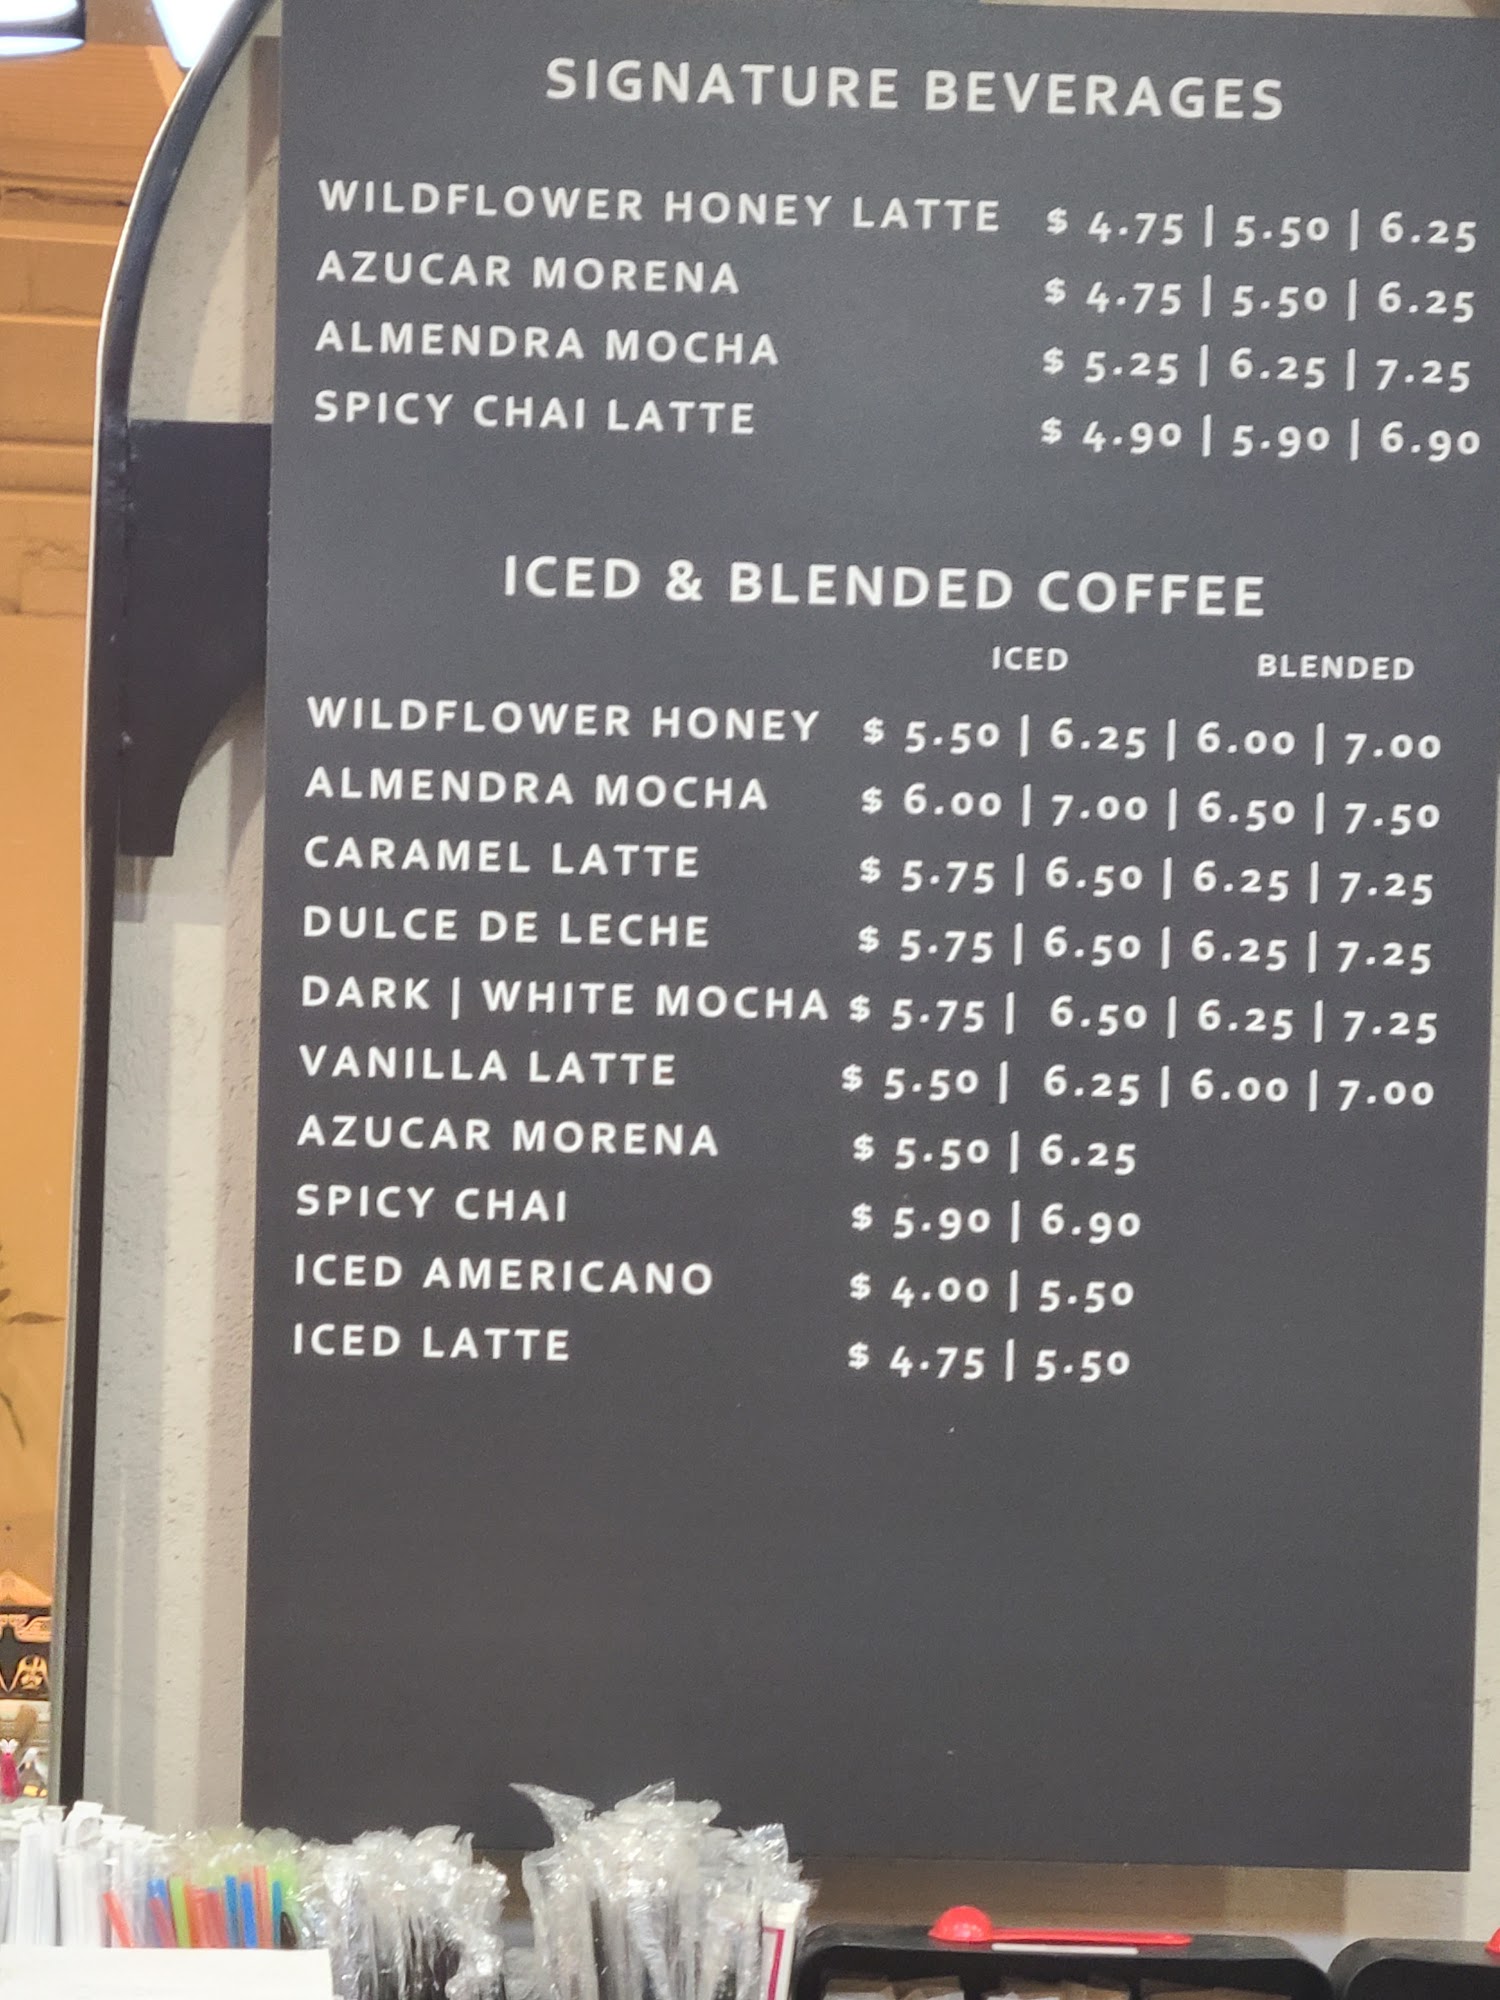 SIGNATURE BEVERAGES
WILDFLOWER HONEY LATTE $ 4.75 | 5.50 | 6.25
AZUCAR MORENA $ 4.75 | 5.50 | 6.25
ALMENDRA MOCHA $ 5.25 | 6.25 | 7.25
SPICY CHAI LATTE $ 4.90 | 5.90 | 6.90
ICED & BLENDED COFFEE
ICED BLENDED
WILDFLOWER HONEY $ 5.50 | 6.25 | 6.00 | 7.00
ALMENDRA MOCHA $ 6.00 | 7.00 | 6.50 | 7.50
CARAMEL LATTE $ 5.75 | 6.50 | 6.25 | 7.25
DULCE DE LECHE $ 5.75 | 6.50 | 6.25 | 7.25
DARK | WHITE MOCHA $ 5.75 | 6.50 | 6.25 | 7.25
VANILLA LATTE $ 5.50 | 6.25 | 6.00 | 7.00
AZUCAR MORENA $ 5.50 | 6.25
SPICY CHAI $ 5.90 | 6.90
ICED AMERICANO $ 4.00 | 5.50
ICED LATTE $ 4.75 | 5.50